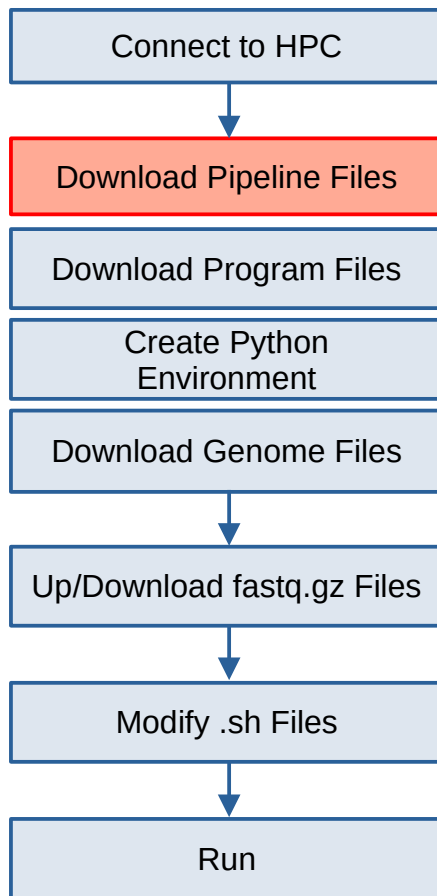 Connect to HPC
Download Pipeline Files
Download Program Files
Create Python
Environment
Download Genome Files
Up/Download fastq.gz Files
Modify .sh Files
Run